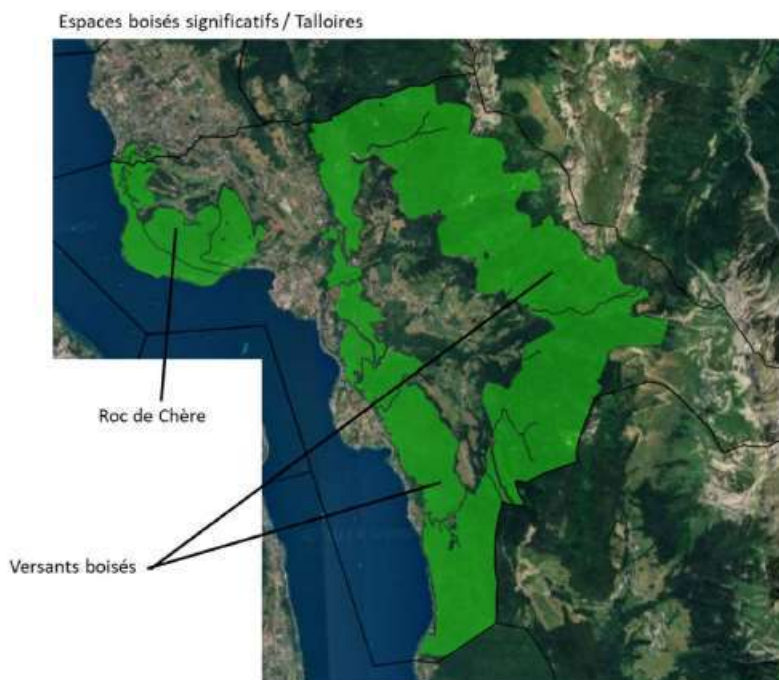 Espaces boisés significatifs / Talloires
Roc de Chère
Versants boisés